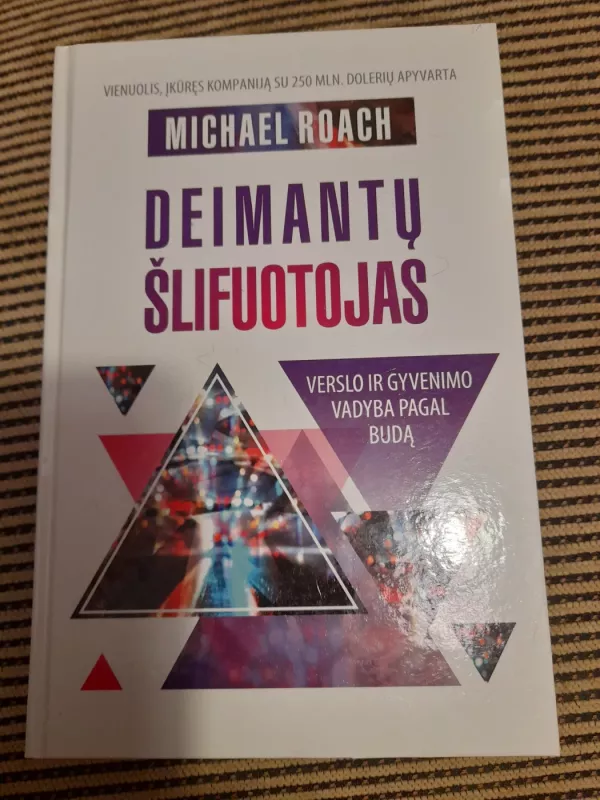 VIENUOLIS, ĮKŪRĘS KOMPANIJĄ SU 250 MLN. DOLERIŲ APYVARTA
MICHAEL ROACH
DEIMANTŲ
ŠLIFUOTOJAS
VERSLO IR GYVENIMO
VADYBA PAGAL
BUDĄ